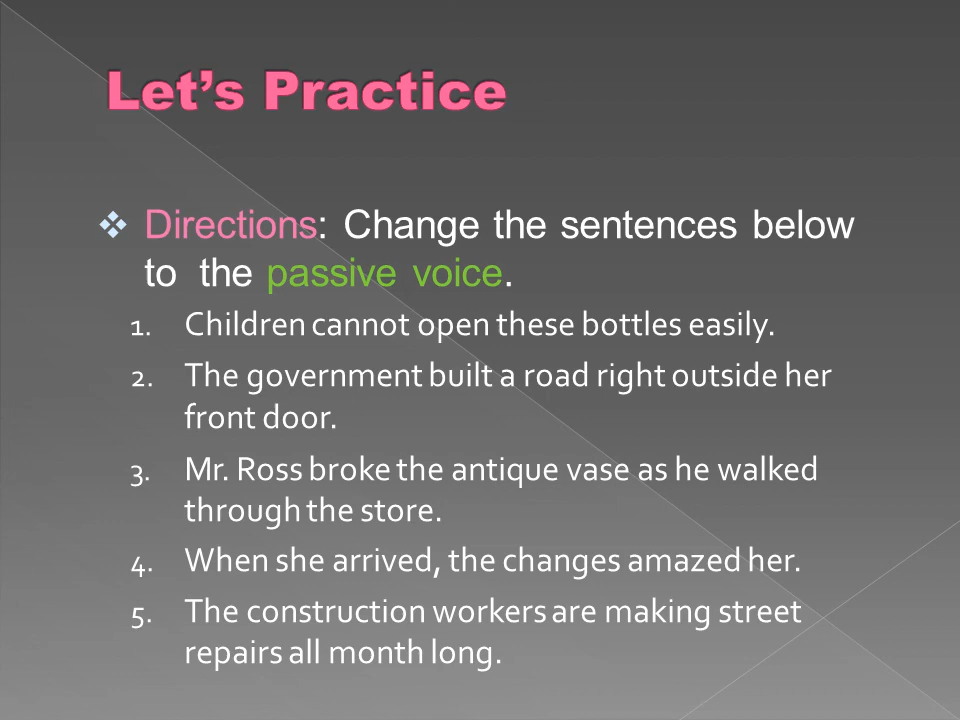 Let's Practice
❖ Directions: Change the sentences below
to the passive voice.
1. Children cannot open these bottles easily.
2. The government built a road right outside her
front door.
3. Mr. Ross broke the antique vase as he walked
through the store.
4. When she arrived, the changes amazed her.
5. The construction workers are making street
repairs all month long.